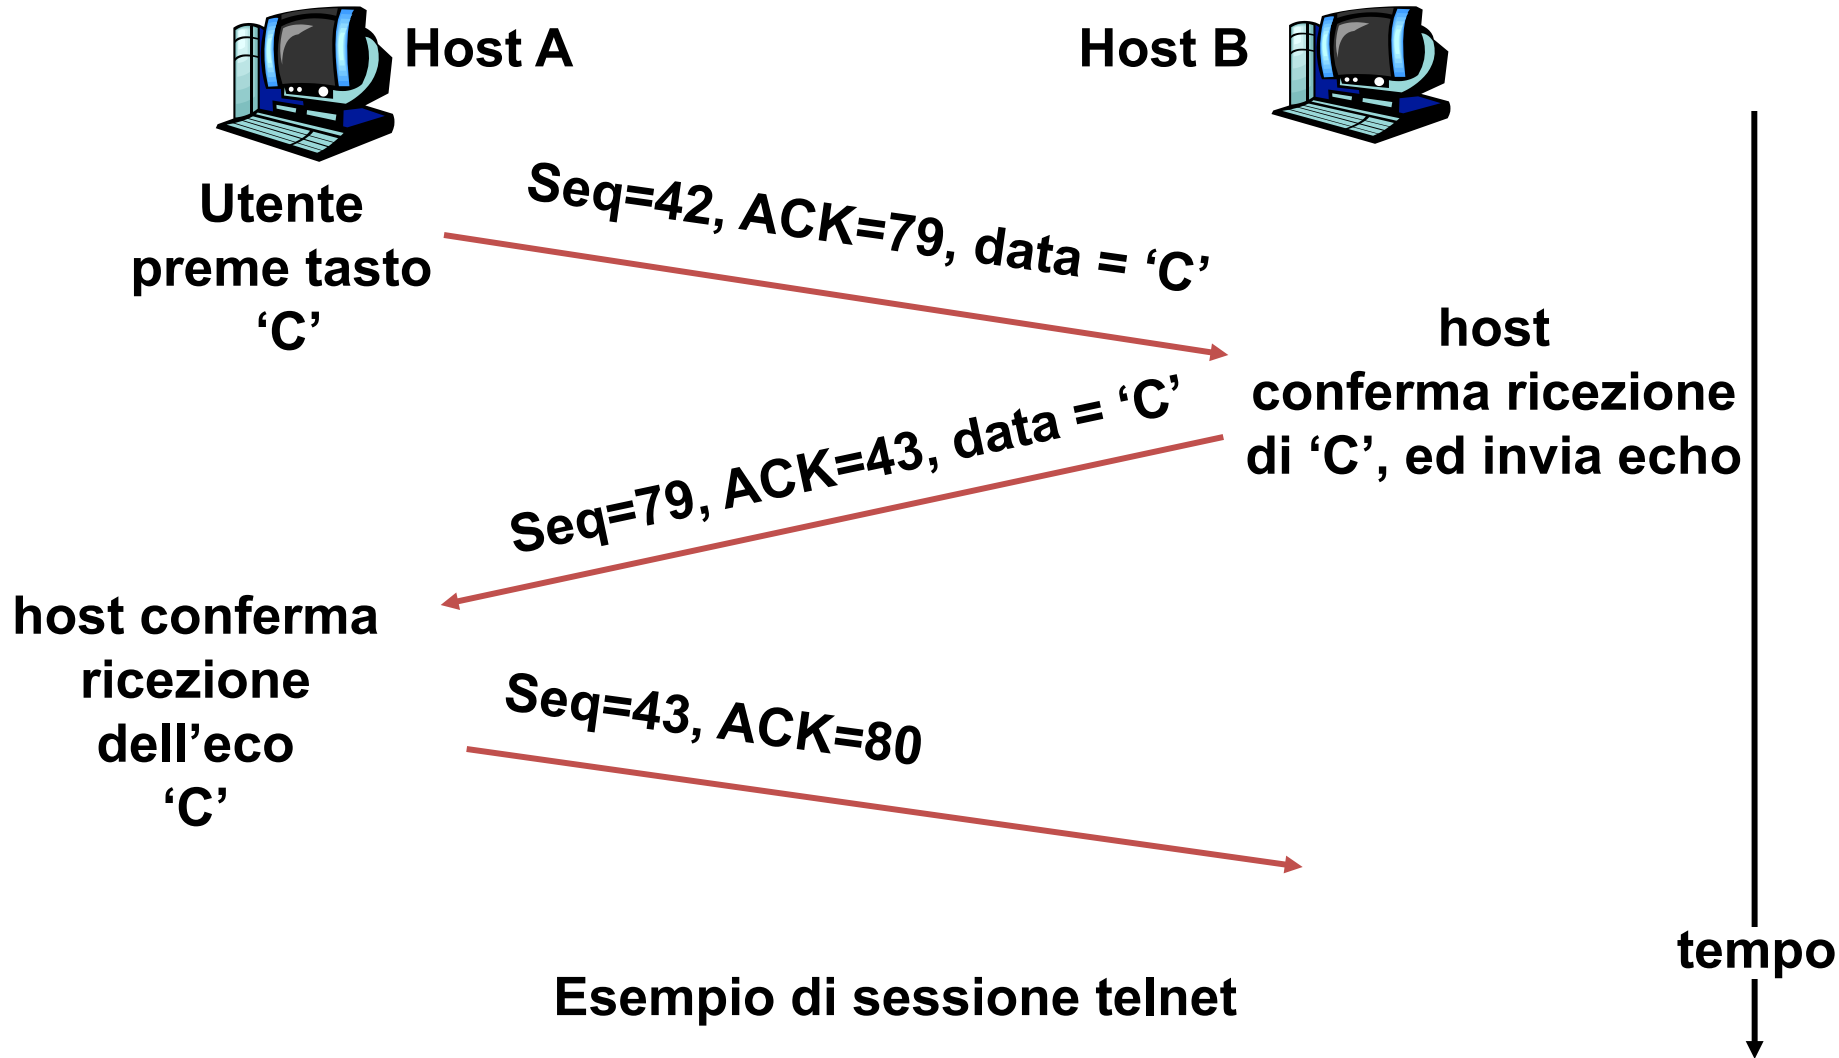 Host A
Host B
Utente
preme tasto
‘C’
Seq=42, ACK=79, data = ‘C’
host
conferma ricezione
di ‘C’, ed invia echo
Seq=79, ACK=43, data = ‘C’
host conferma
ricezione
dell’eco
‘C’
Seq=43, ACK=80
tempo
Esempio di sessione telnet